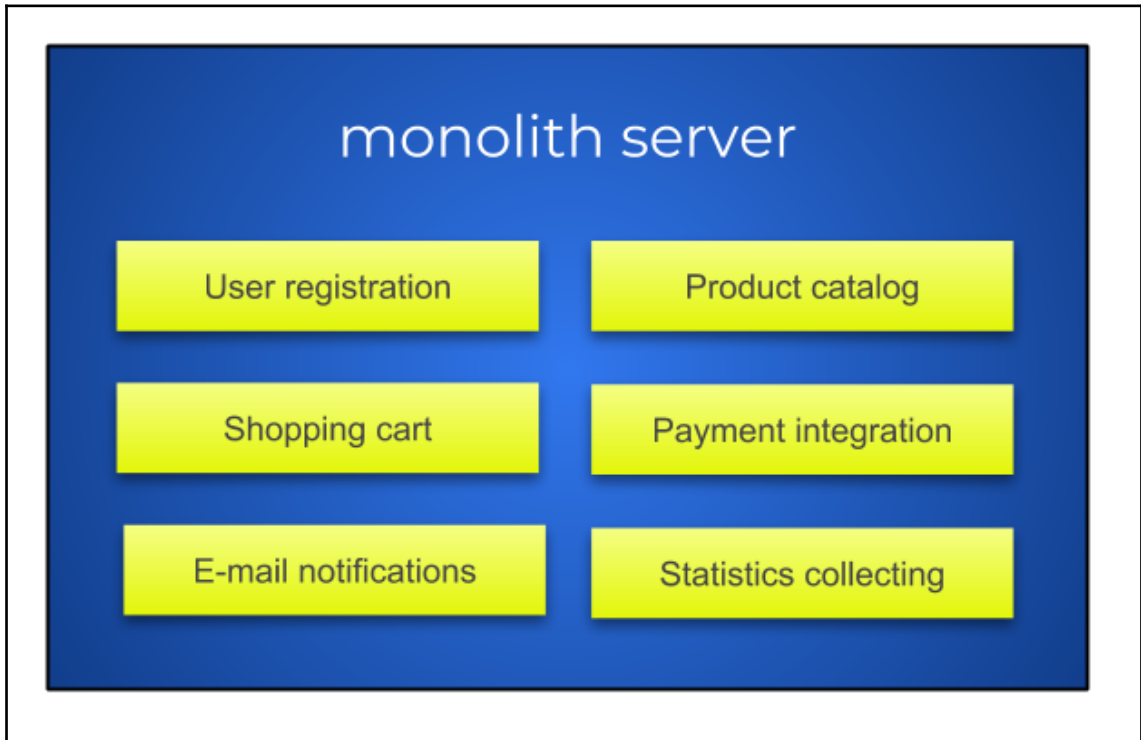 monolith server
User registration
Product catalog
Shopping cart
Payment integration
E-mail notifications
Statistics collecting